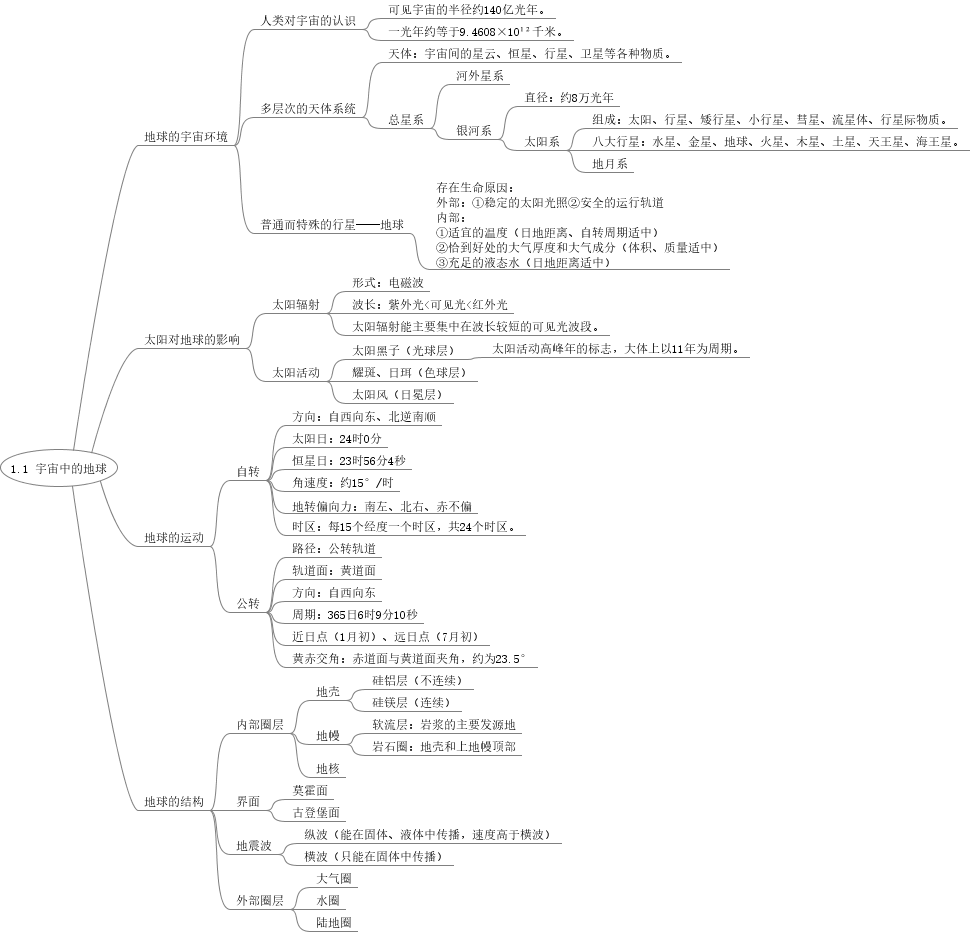 1.1 宇宙中的地球
地球的宇宙环境
人类对宇宙的认识
可见宇宙的半径约140亿光年。
一光年约等于9.4608×10¹²千米。
多层次的天体系统
天体：宇宙间的星云、恒星、行星、卫星等各种物质。
总星系
河外星系
银河系
直径：约8万光年
太阳系
组成：太阳、行星、矮行星、小行星、彗星、流星体、行星际物质。
八大行星：水星、金星、地球、火星、木星、土星、天王星、海王星。
地月系
普通而特殊的行星——地球
存在生命原因：
外部：①稳定的太阳光照②安全的运行轨道
内部：
①适宜的温度（日地距离、自转周期适中）
②恰到好处的大气厚度和大气成分（体积、质量适中）
③充足的液态水（日地距离适中）
太阳对地球的影响
太阳辐射
形式：电磁波
波长：紫外光<可见光<红外光
太阳辐射能主要集中在波长较短的可见光波段。
太阳活动
太阳黑子（光球层）
太阳活动高峰年的标志，大体上以11年为周期。
耀斑、日珥（色球层）
太阳风（日冕层）
地球的运动
自转
方向：自西向东、北逆南顺
太阳日：24时0分
恒星日：23时56分4秒
角速度：约15°/时
地转偏向力：南左、北右、赤不偏
时区：每15个经度一个时区，共24个时区。
公转
路径：公转轨道
轨道面：黄道面
方向：自西向东
周期：365日6时9分10秒
近日点（1月初）、远日点（7月初）
黄赤交角：赤道面与黄道面夹角，约为23.5°
地球的结构
内部圈层
地壳
硅铝层（不连续）
硅镁层（连续）
地幔
软流层：岩浆的主要发源地
岩石圈：地壳和上地幔顶部
地核
界面
莫霍面
古登堡面
地震波
纵波（能在固体、液体中传播，速度高于横波）
横波（只能在固体中传播）
外部圈层
大气圈
水圈
陆地圈